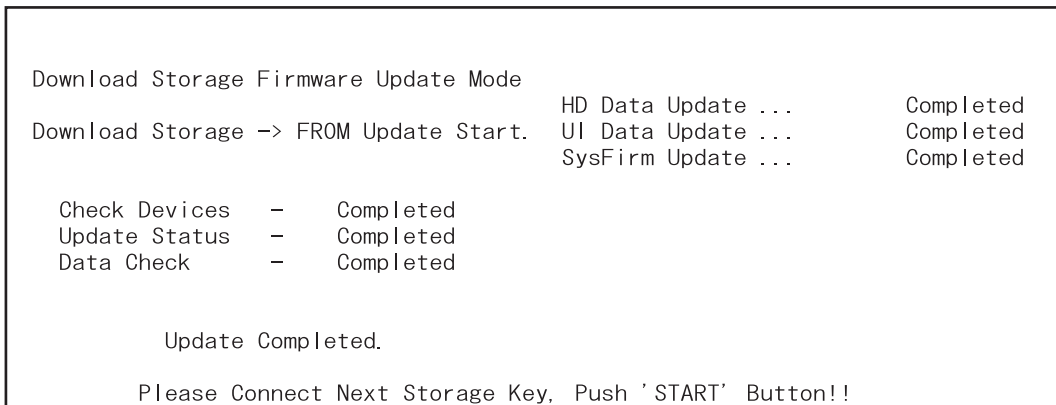 Download Storage Firmware Update Mode
HD Data Update ... Completed
Download Storage -> FROM Update Start. UI Data Update ... Completed
SysFirm Update ... Completed
Check Devices - Completed
Update Status - Completed
Data Check - Completed
Update Completed.
Please Connect Next Storage Key, Push 'START' Button!!